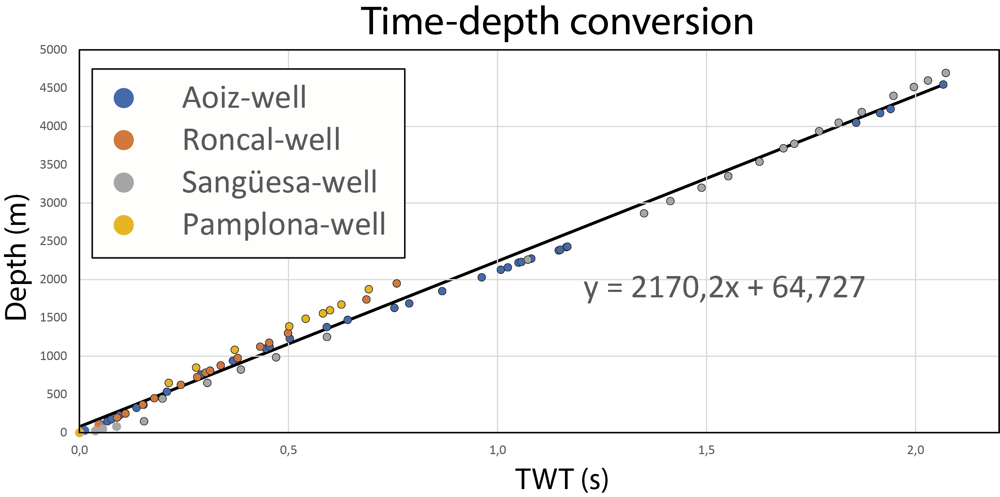 Time-depth conversion
5000
4500
4000
3500
3000
2500
2000
1500
1000
500
0
Depth (m)
Aoiz-well
Roncal-well
Sangüesa-well
Pamplona-well
y = 2170,2x + 64,727
0,0 0,5 1,0 1,5 2,0
TWT (s)